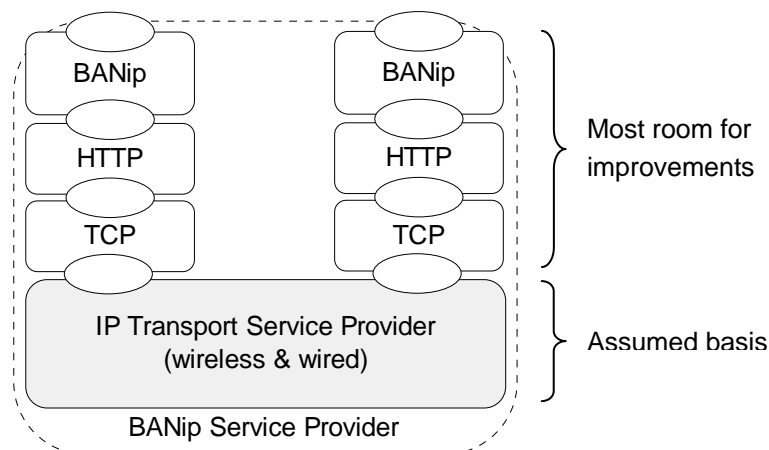 BANip BANip
HTTP HTTP
Most room for
improvements
TCP TCP
IP Transport Service Provider
(wireless & wired)
Assumed basis
BANip Service Provider